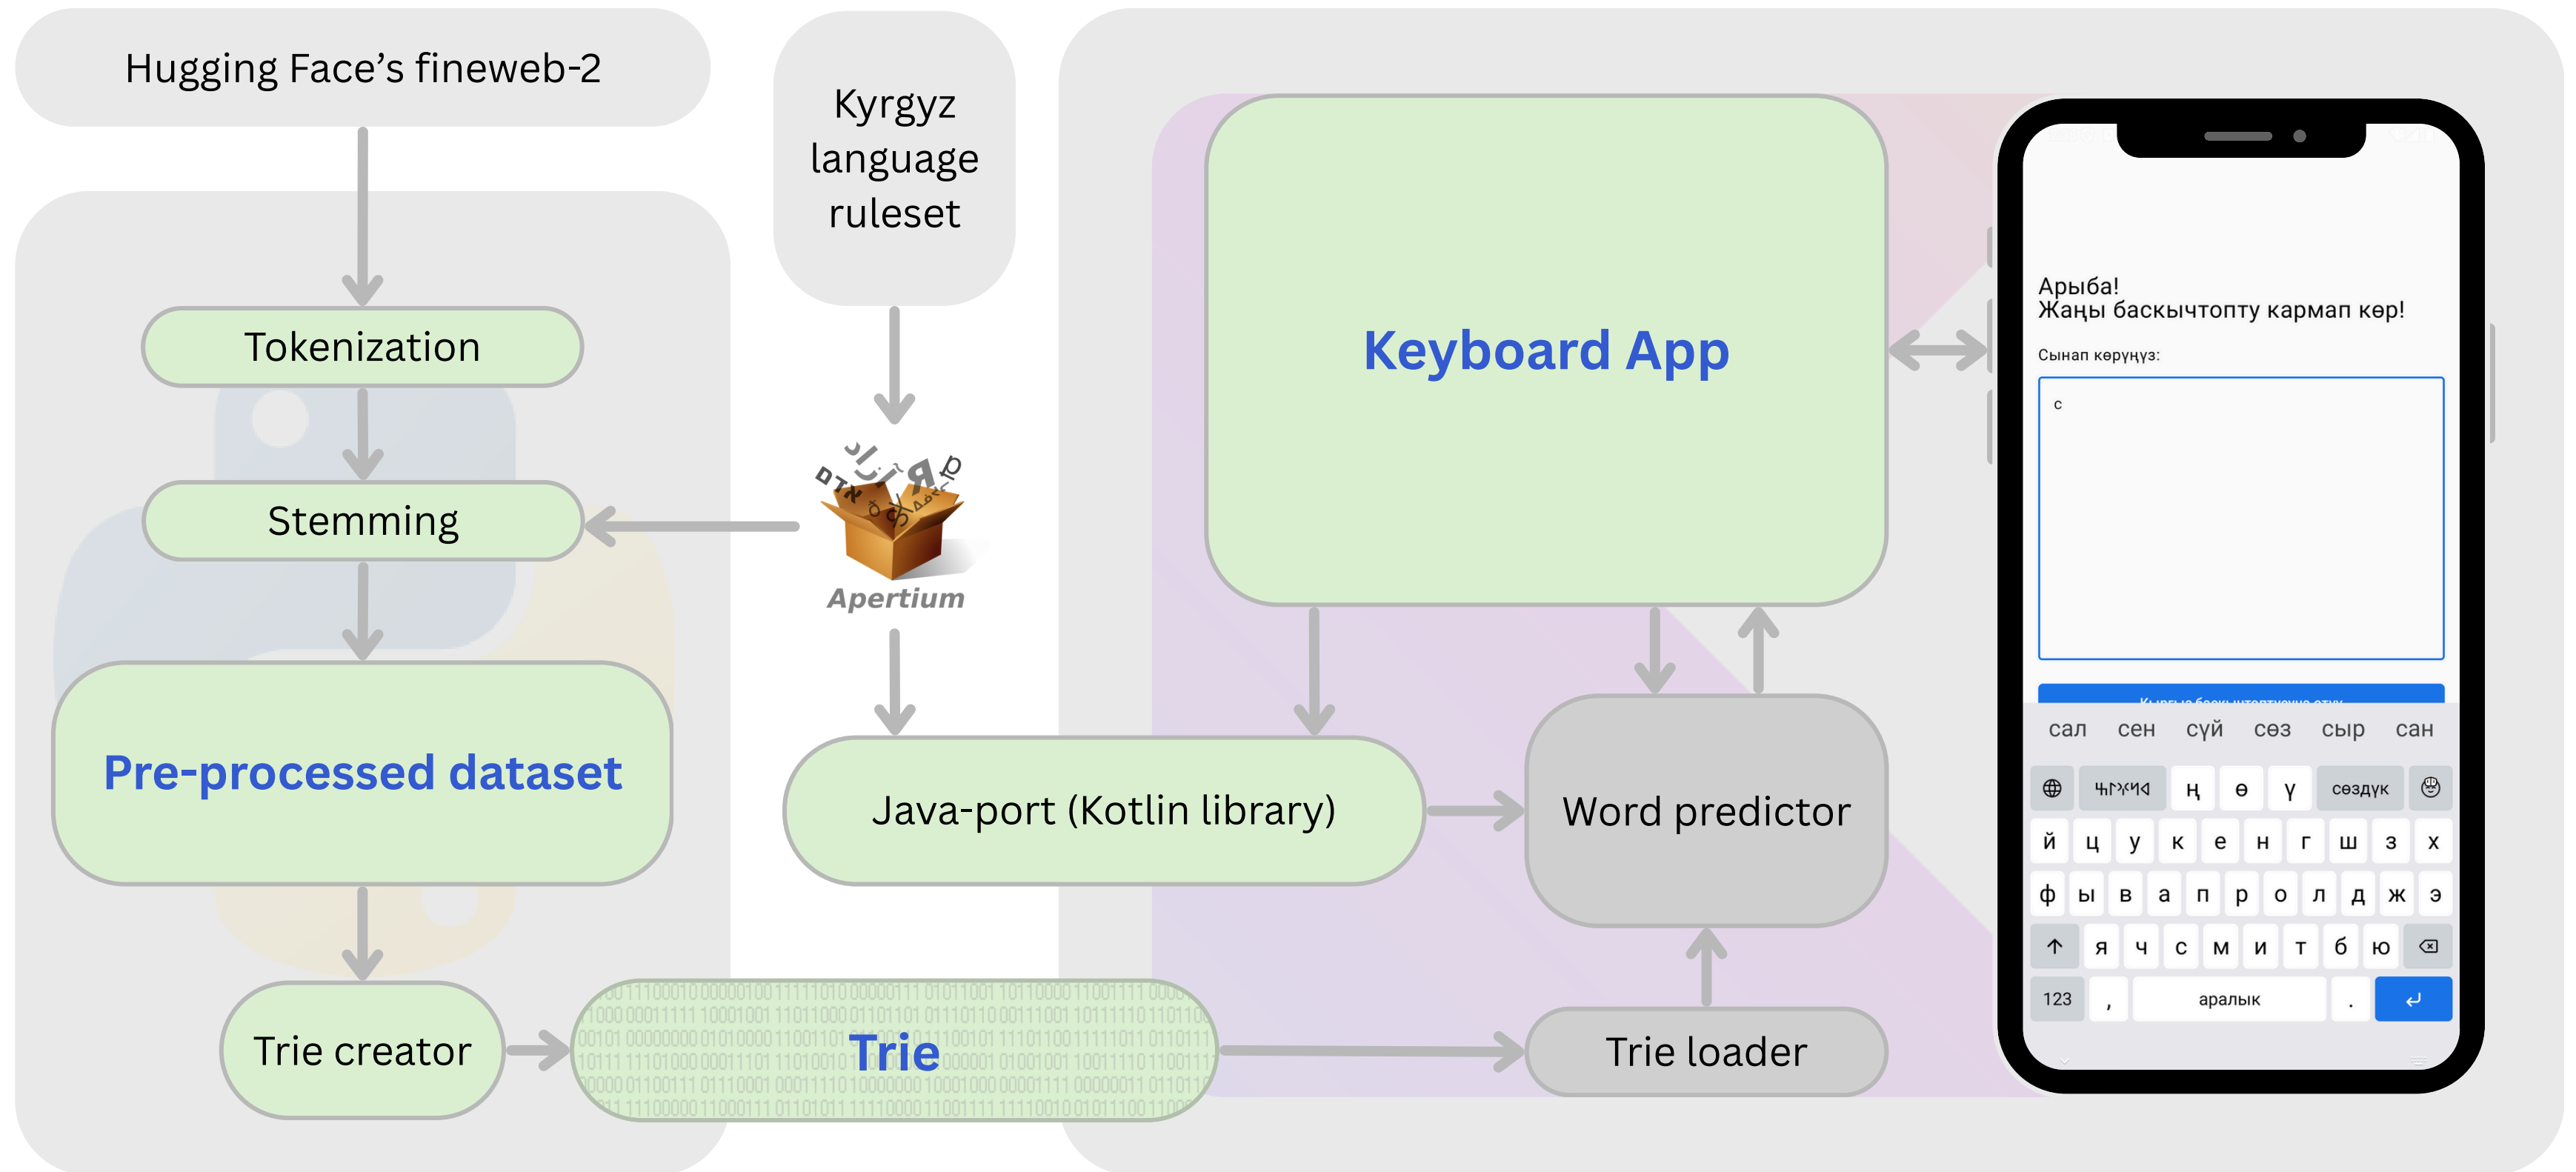 Hugging Face's fineweb-2
Tokenization
Stemming
Pre-processed dataset
Trie creator
Trie
Kyrgyz
language
ruleset
Apertium
Java-port (Kotlin library)
Keyboard App
Word predictor
Trie loader
Арыба!
Жаңы баскычтопту кармап көр!
Сынап көрүңүз:
с
сал сен сүй сөз сыр сан
ң ө ү сөздүк
й ц у к е н г ш з х
ф ы в а п р о л д ж э
я ч с м и т б ю
123 , аралык .